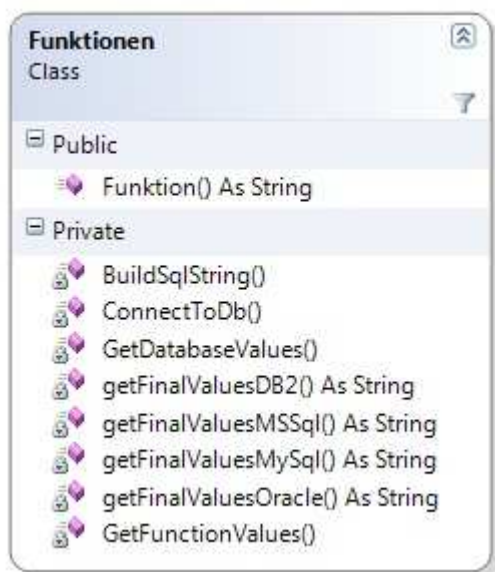 Funktionen
Class
Public
Funktion() As String
Private
BuildSqlString()
ConnectToDb()
GetDatabaseValues()
getFinalValuesDB2() As String
getFinalValuesMSSql() As String
getFinalValuesMySql() As String
getFinalValuesOracle() As String
GetFunctionValues()